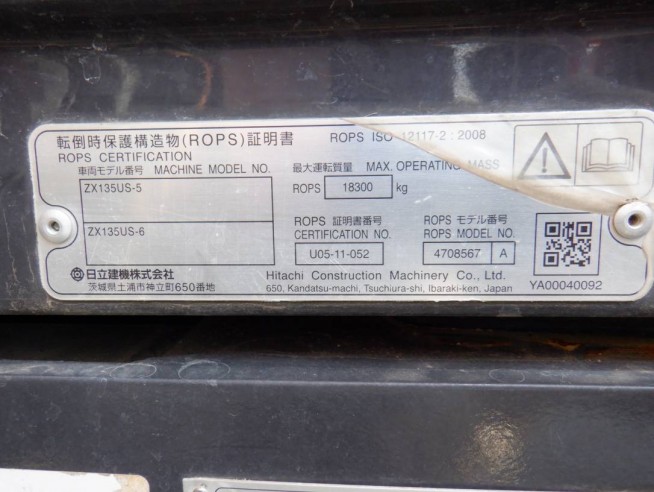 転倒時保護構造物(ROPS)証明書
ROPS ISO 12117-2 : 2008
ROPS CERTIFICATION
車両モデル番号 MACHINE MODEL NO.
ZX135US-5
ZX135US-6
最大運転質量 MAX. OPERATING MASS
ROPS 18300 kg
ROPS 証明書番号
CERTIFICATION NO.
U05-11-052
ROPS モデル番号
ROPS MODEL NO.
4708567 A
日立建機株式会社
茨城県土浦市神立町650番地
Hitachi Construction Machinery Co., Ltd.
650, Kandatsu-machi, Tsuchiura-shi, Ibaraki-ken, Japan
YA00040092